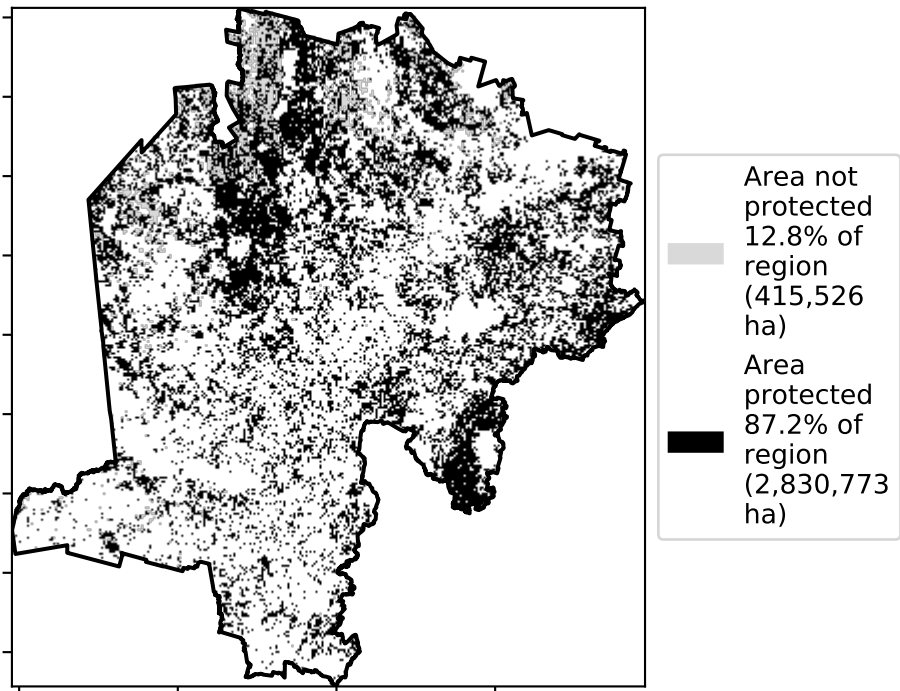 Area not
protected
12.8% of
region
(415,526
ha)
Area
protected
87.2% of
region
(2,830,773
ha)